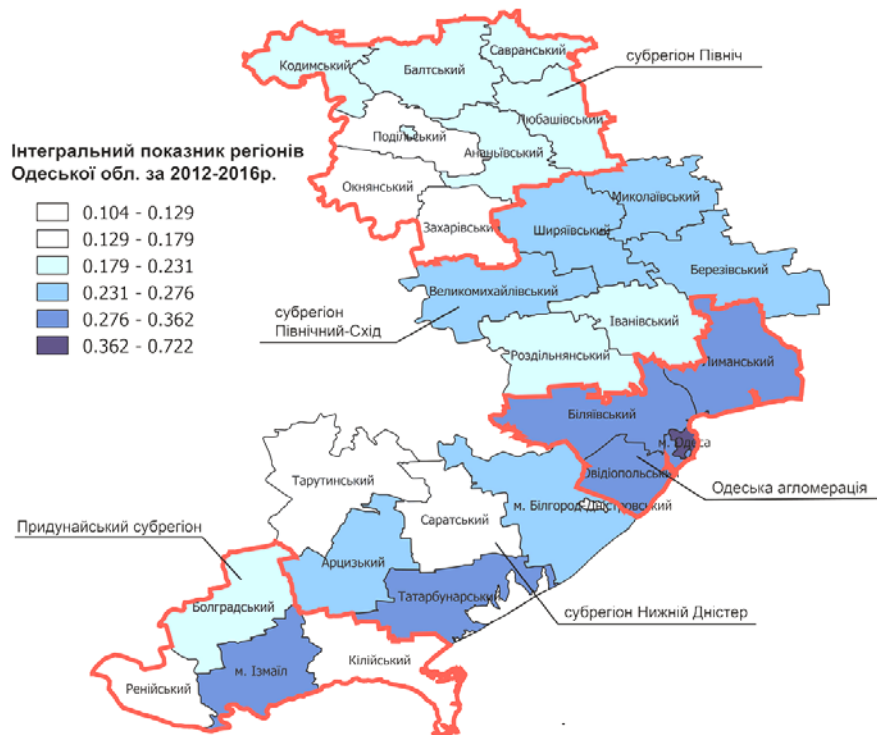 Савранський
субрегіон Північ
Кодимський
Балтський
Любашівський
Подільський
Інтегральний показник регіонів
Одеської обл. за 2012-2016р.
Ананьївський
Окнянський
0.104 - 0.129
0.129 - 0.179
0.179 - 0.231
0.231 - 0.276
0.276 - 0.362
0.362 - 0.722
Миколаївський
Захарівський
Ширяївський
Березівський
Великомихайлівський
субрегіон
Північний-Схід
Іванівський
Роздільнянський
Лиманський
Біляївський
м. Одеса
Овідіопольськ
Одеська агломерація
Тарутинський
м. Білгород-Дністровський
Саратський
Придунайський субрегіон
Арцизький
Татарбунарський
Болградський
субрегіон Нижній Дністер
Кілійський
м. Ізмаїл
Ренійський